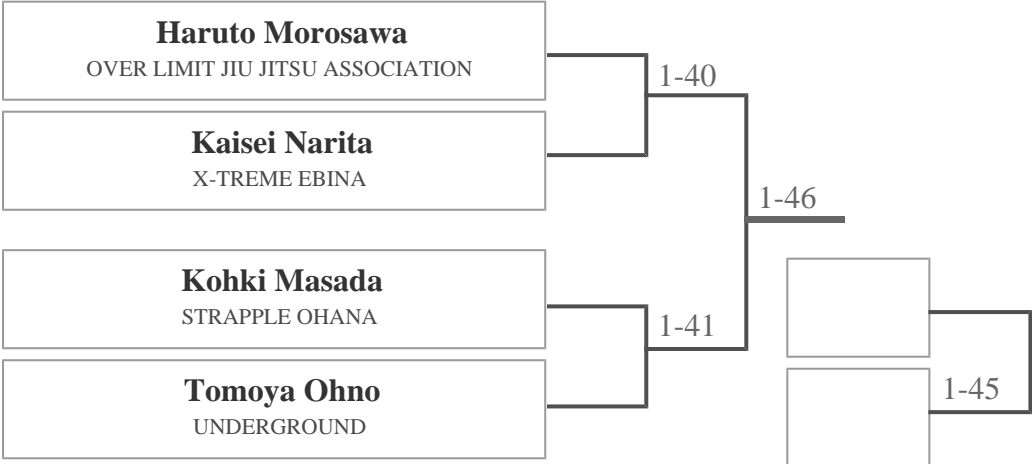 Haruto Morosawa
OVER LIMIT JIU JITSU ASSOCIATION
1-40
Kaisei Narita
X-TREME EBINA
1-46
Kohki Masada
STRAPPLE OHANA
1-41
Tomoya Ohno
UNDERGROUND
1-45